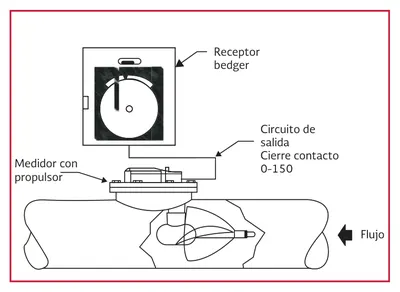 Receptor
bedger
Circuito de
salida
Cierre contacto
0-150
Medidor con
propulsor
Flujo